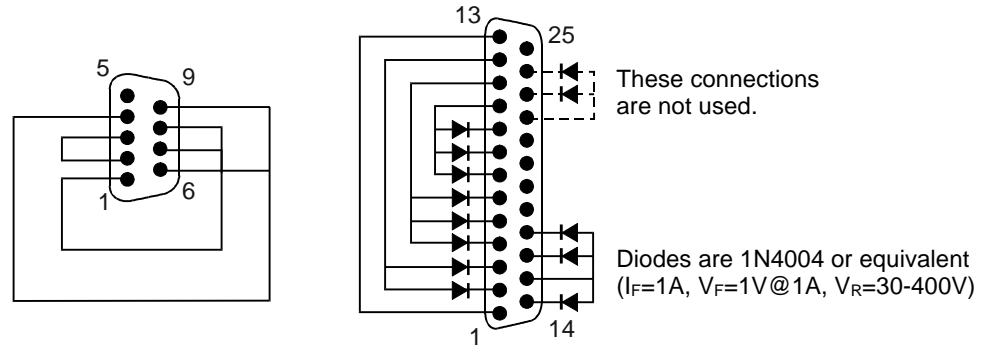 13
25
5
9
These connections
are not used.
1
6
Diodes are 1N4004 or equivalent
(IF=1A, VF=1V@1A, VR=30-400V)
1
14